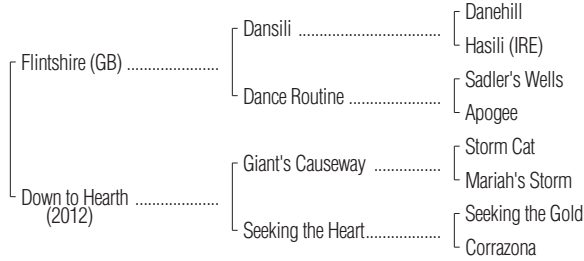 Danehill
Dansili ..............................
Hasili (IRE)
Flintshire (GB) ....................
Sadler's Wells
Dance Routine ....................
Apogee
Storm Cat
Giant's Causeway ..............
Mariah's Storm
Down to Hearth ..................
(2012)
Seeking the Gold
Seeking the Heart................
Corrazona